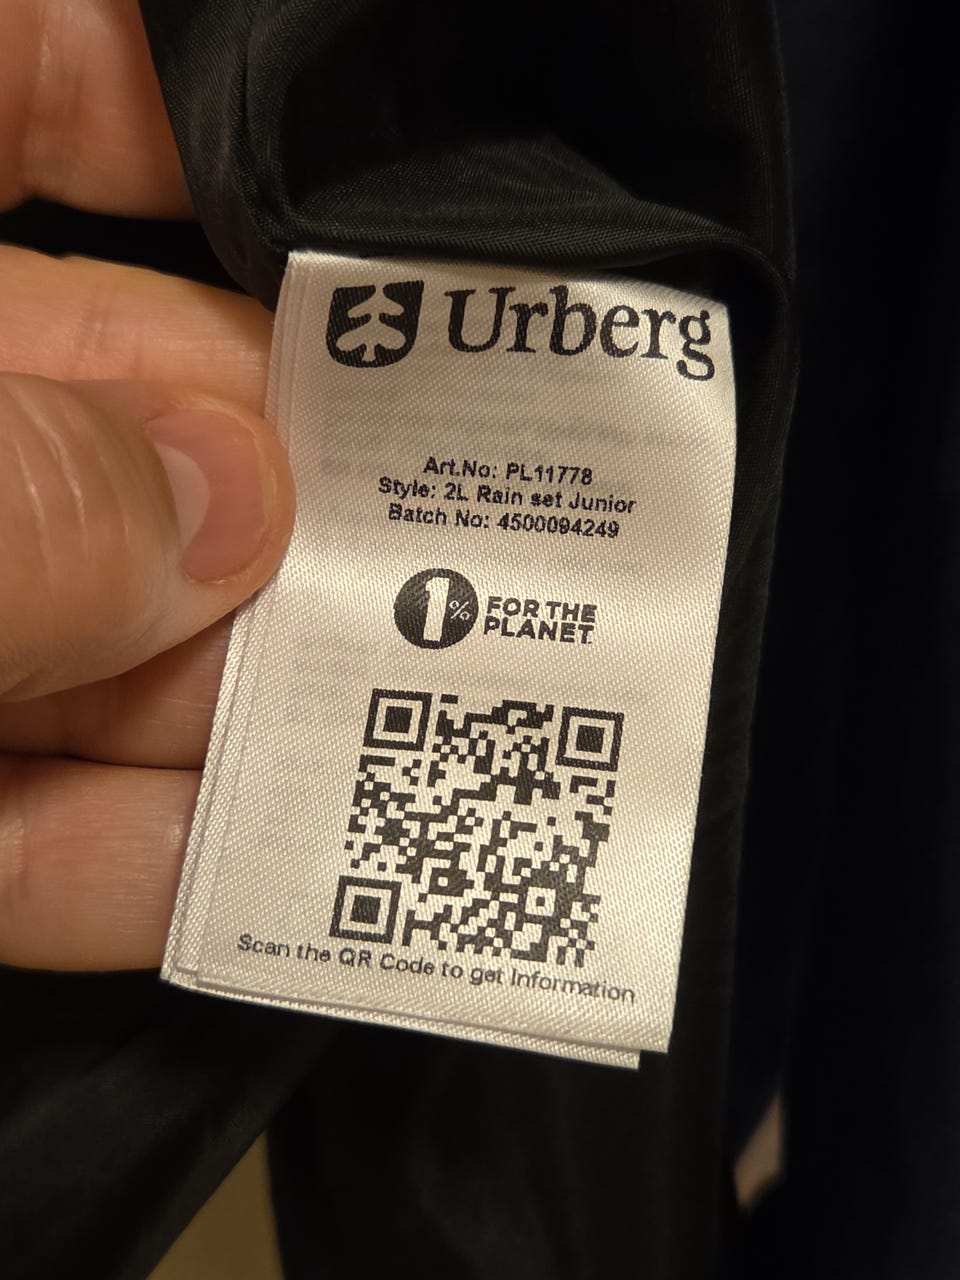 Urberg
Art.No: PL11778
Style: 2L Rain set Junior
Batch No: 4500094249
1% FOR THE
PLANET
Scan the QR Code to get Information